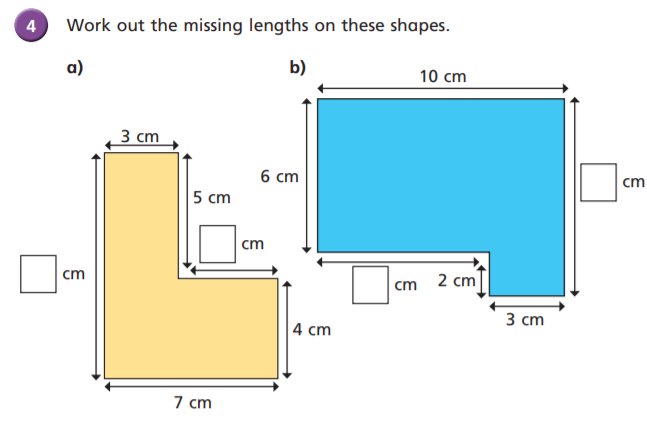 4 Work out the missing lengths on these shapes.
a)
3 cm
5 cm
cm
cm
4 cm
7 cm
b)
10 cm
6 cm
cm
cm
2 cm
3 cm